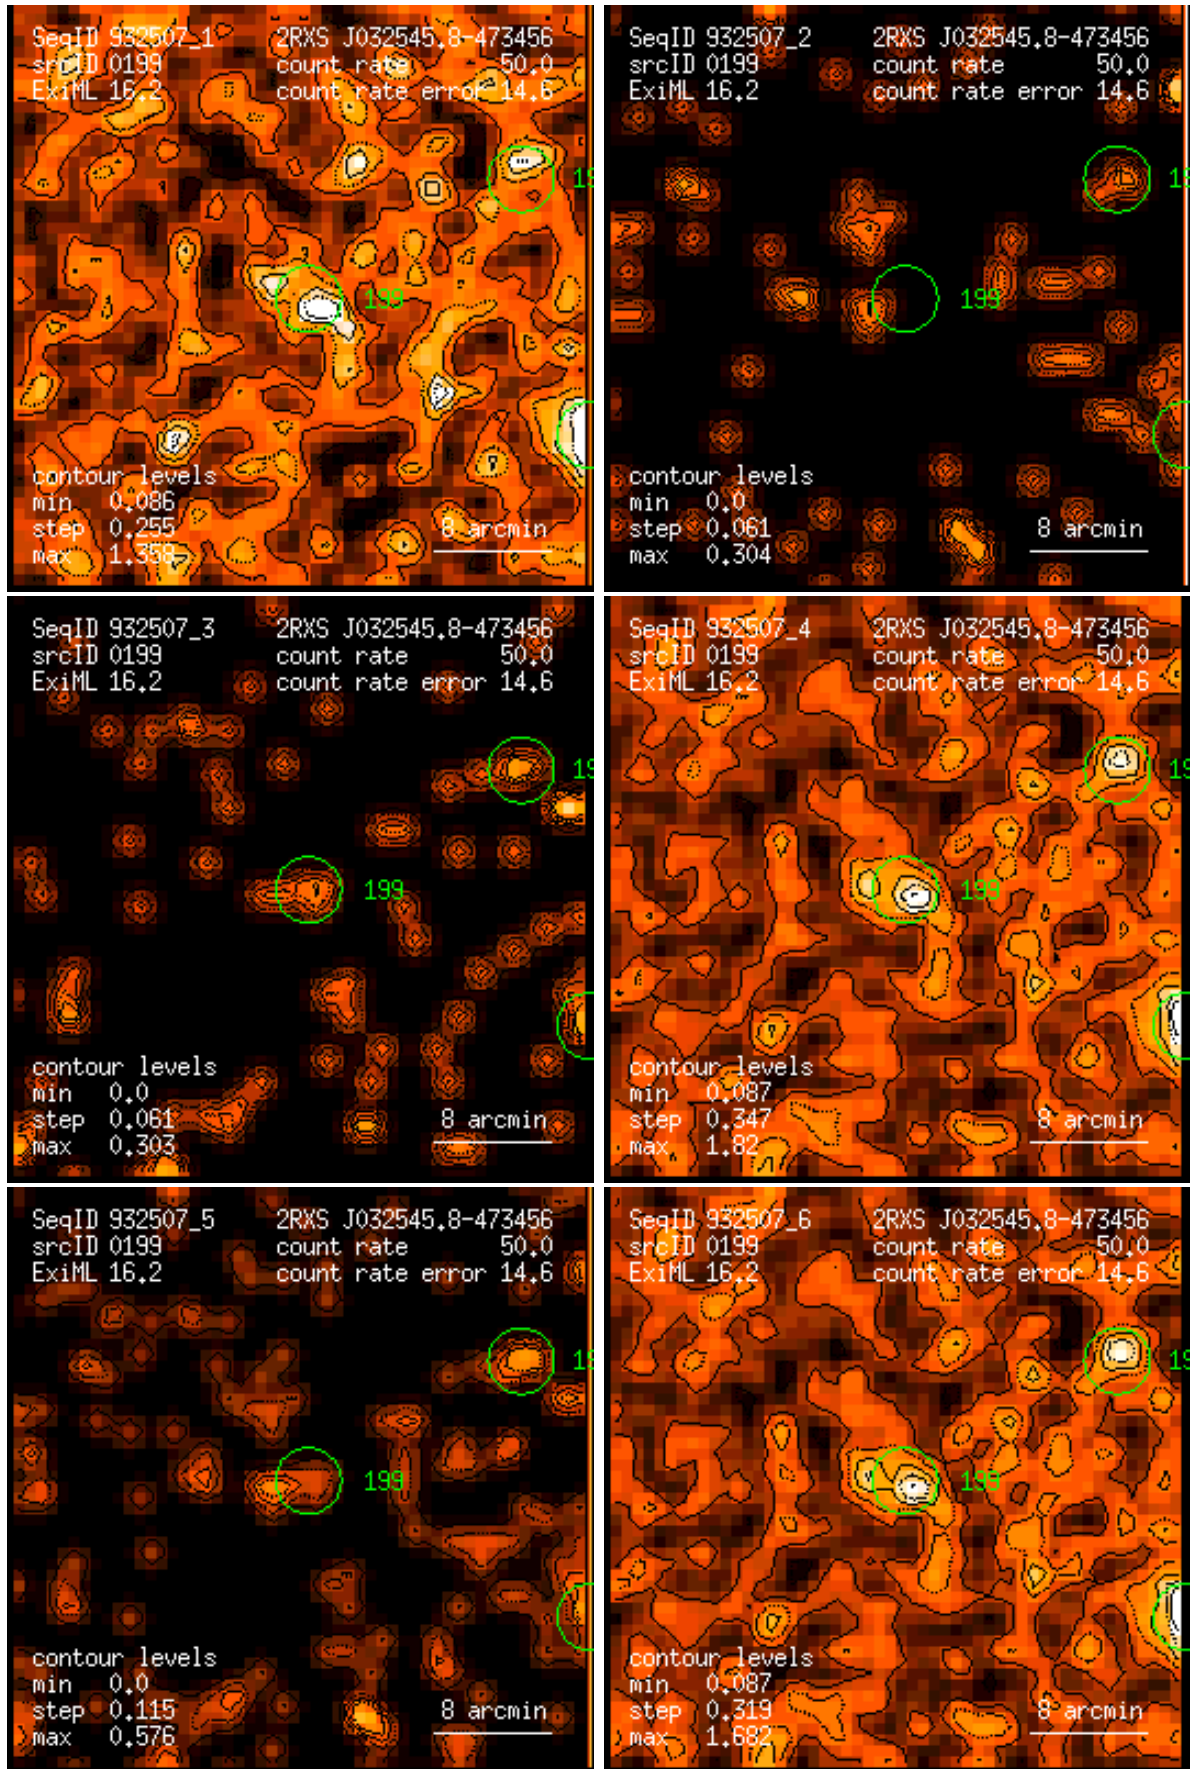 SeqID 932507_1 2RXS J032545.8-473456
srcID 0199 count rate 50.0
ExiML 16.2 count rate error 14.6
19
199
contour levels
min 0.086
step 0.255
max 1.358
8 arcmin
SeqID 932507_2 2RXS J032545.8-473456
srcID 0199 count rate 50.0
ExiML 16.2 count rate error 14.6
19
199
contour levels
min 0.0
step 0.061
max 0.304
8 arcmin
SeqID 932507_3 2RXS J032545.8-473456
srcID 0199 count rate 50.0
ExiML 16.2 count rate error 14.6
19
199
contour levels
min 0.0
step 0.061
max 0.303
8 arcmin
SeqID 932507_4 2RXS J032545.8-473456
srcID 0199 count rate 50.0
ExiML 16.2 count rate error 14.6
19
199
contour levels
min 0.087
step 0.347
max 1.82
8 arcmin
SeqID 932507_5 2RXS J032545.8-473456
srcID 0199 count rate 50.0
ExiML 16.2 count rate error 14.6
19
199
contour levels
min 0.0
step 0.115
max 0.576
8 arcmin
SeqID 932507_6 2RXS J032545.8-473456
srcID 0199 count rate 50.0
ExiML 16.2 count rate error 14.6
19
199
contour levels
min 0.087
step 0.319
max 1.682
8 arcmin